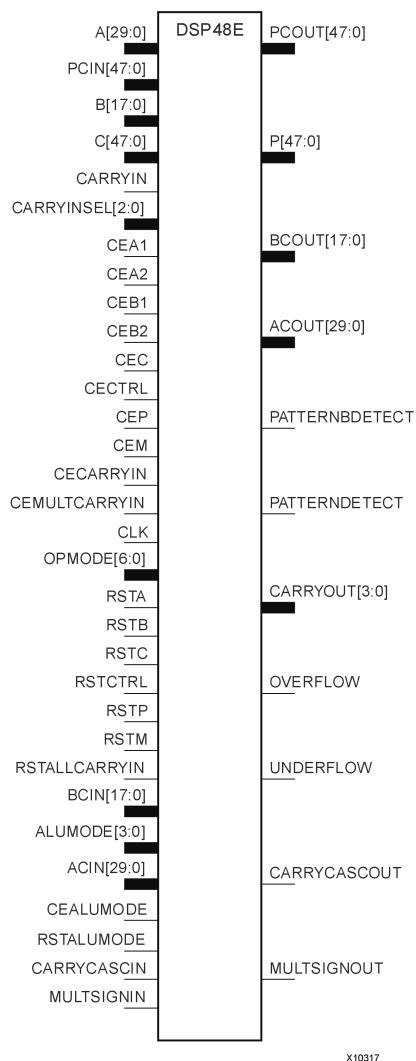 DSP48E
A[29:0]
PCIN[47:0]
B[17:0]
C[47:0]
CARRYIN
CARRYINSEL[2:0]
CEA1
CEA2
CEB1
CEB2
CEC
CECTRL
CEP
CEM
CECARRYIN
CEMULTCARRYIN
CLK
OPMODE[6:0]
RSTA
RSTB
RSTC
RSTCTRL
RSTP
RSTM
RSTALLCARRYIN
BCIN[17:0]
ALUMODE[3:0]
ACIN[29:0]
CEALUMODE
RSTALUMODE
CARRYCASCIN
MULTSIGNIN
PCOUT[47:0]
P[47:0]
BCOUT[17:0]
ACOUT[29:0]
PATTERNBDETECT
PATTERNDETECT
CARRYOUT[3:0]
OVERFLOW
UNDERFLOW
CARRYCASCOUT
MULTSIGNOUT
X10317